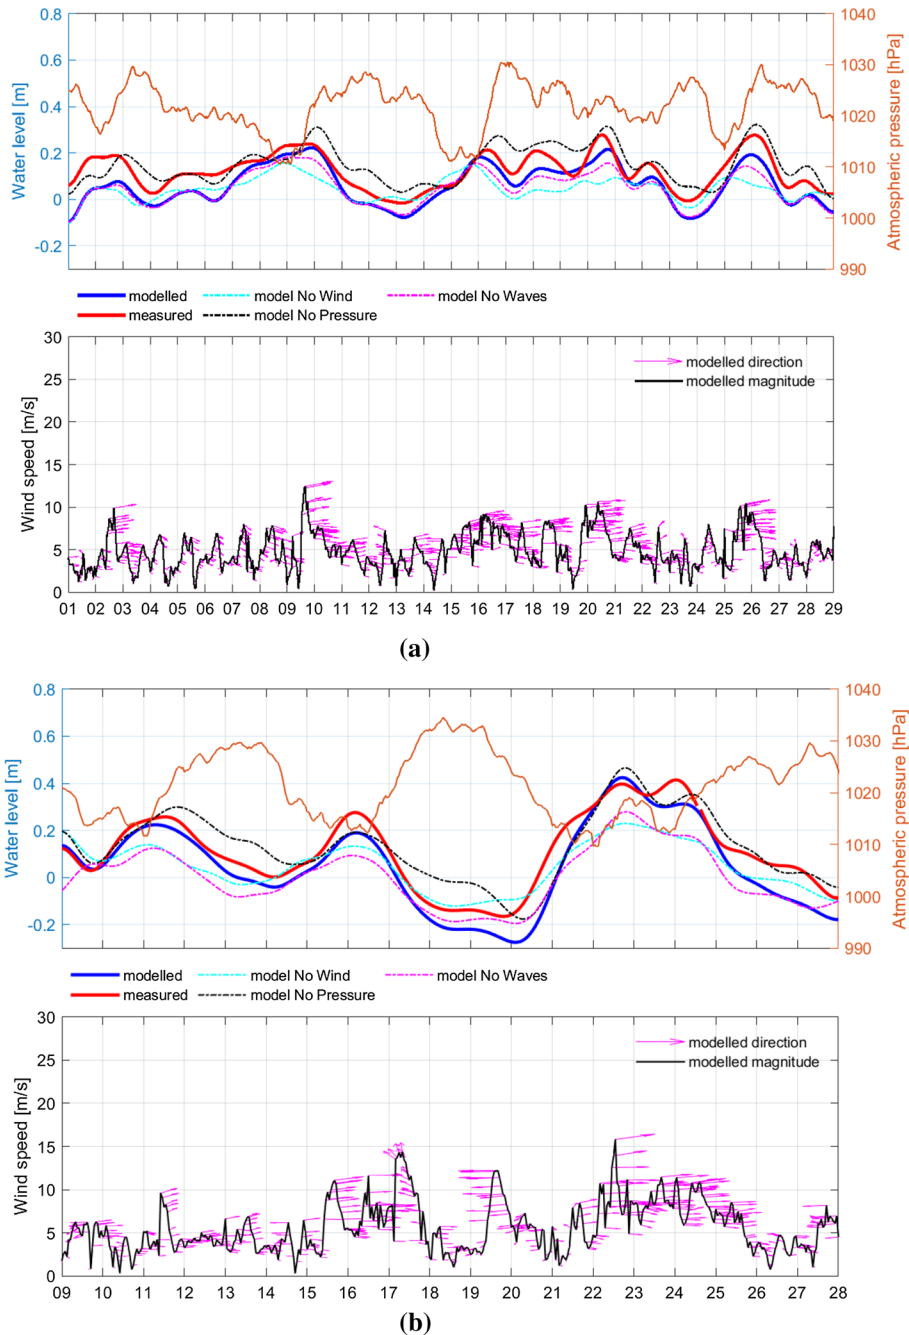 0.8
0.6
0.4
0.2
0
-0.2
Water level [m]
1040
1030
1020
1010
1000
990
Atmospheric pressure [hPa]
modelled model No Wind model No Waves
measured model No Pressure
30
25
20
15
10
5
0
Wind speed [m/s]
modelled direction
modelled magnitude
01 02 03 04 05 06 07 08 09 10 11 12 13 14 15 16 17 18 19 20 21 22 23 24 25 26 27 28 29
(a)
0.8
0.6
0.4
0.2
0
-0.2
Water level [m]
1040
1030
1020
1010
1000
990
Atmospheric pressure [hPa]
modelled model No Wind model No Waves
measured model No Pressure
30
25
20
15
10
5
0
Wind speed [m/s]
modelled direction
modelled magnitude
09 10 11 12 13 14 15 16 17 18 19 20 21 22 23 24 25 26 27 28
(b)